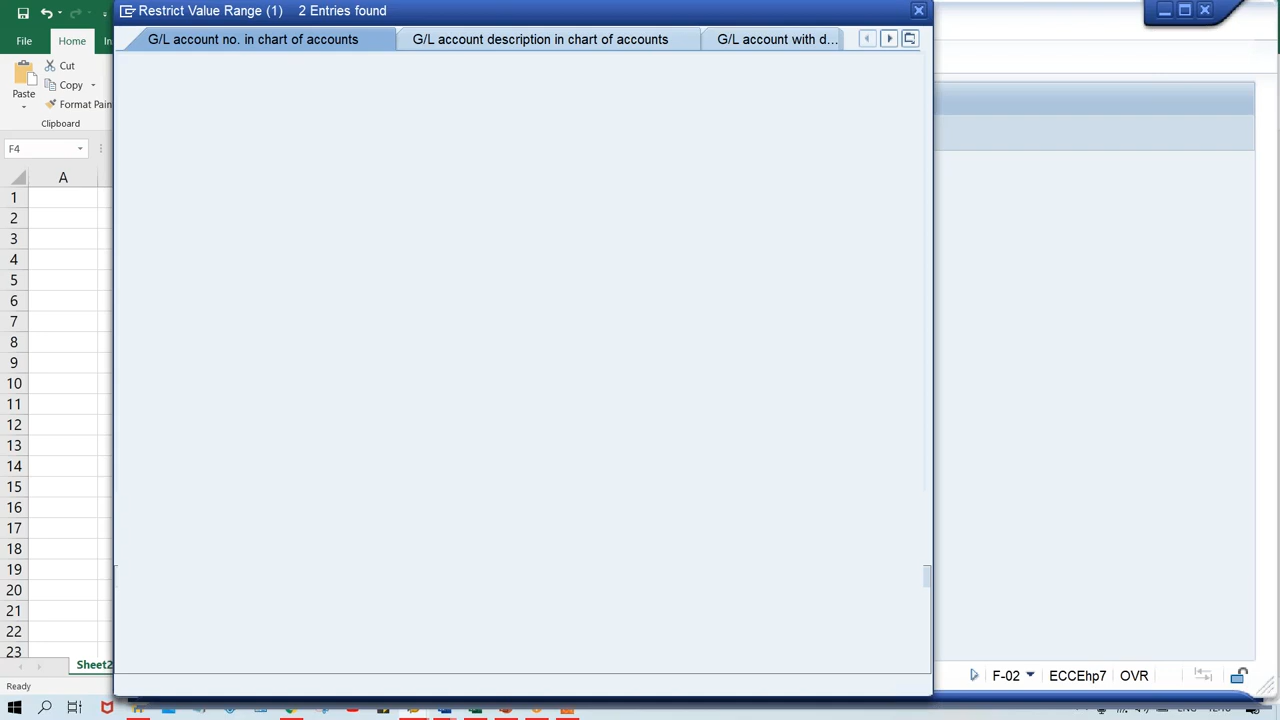 Restrict Value Range (1) 2 Entries found
G/L account no. in chart of accounts G/L account description in chart of accounts G/L account with d...
File Home In
Cut
Copy
Paste
Format Pain
Clipboard
F4
A
1
2
3
4
5
6
7
8
9
10
11
12
13
14
15
16
17
18
19
20
21
22
23
Sheet2
F-02 ECCEhp7 OVR
Ready